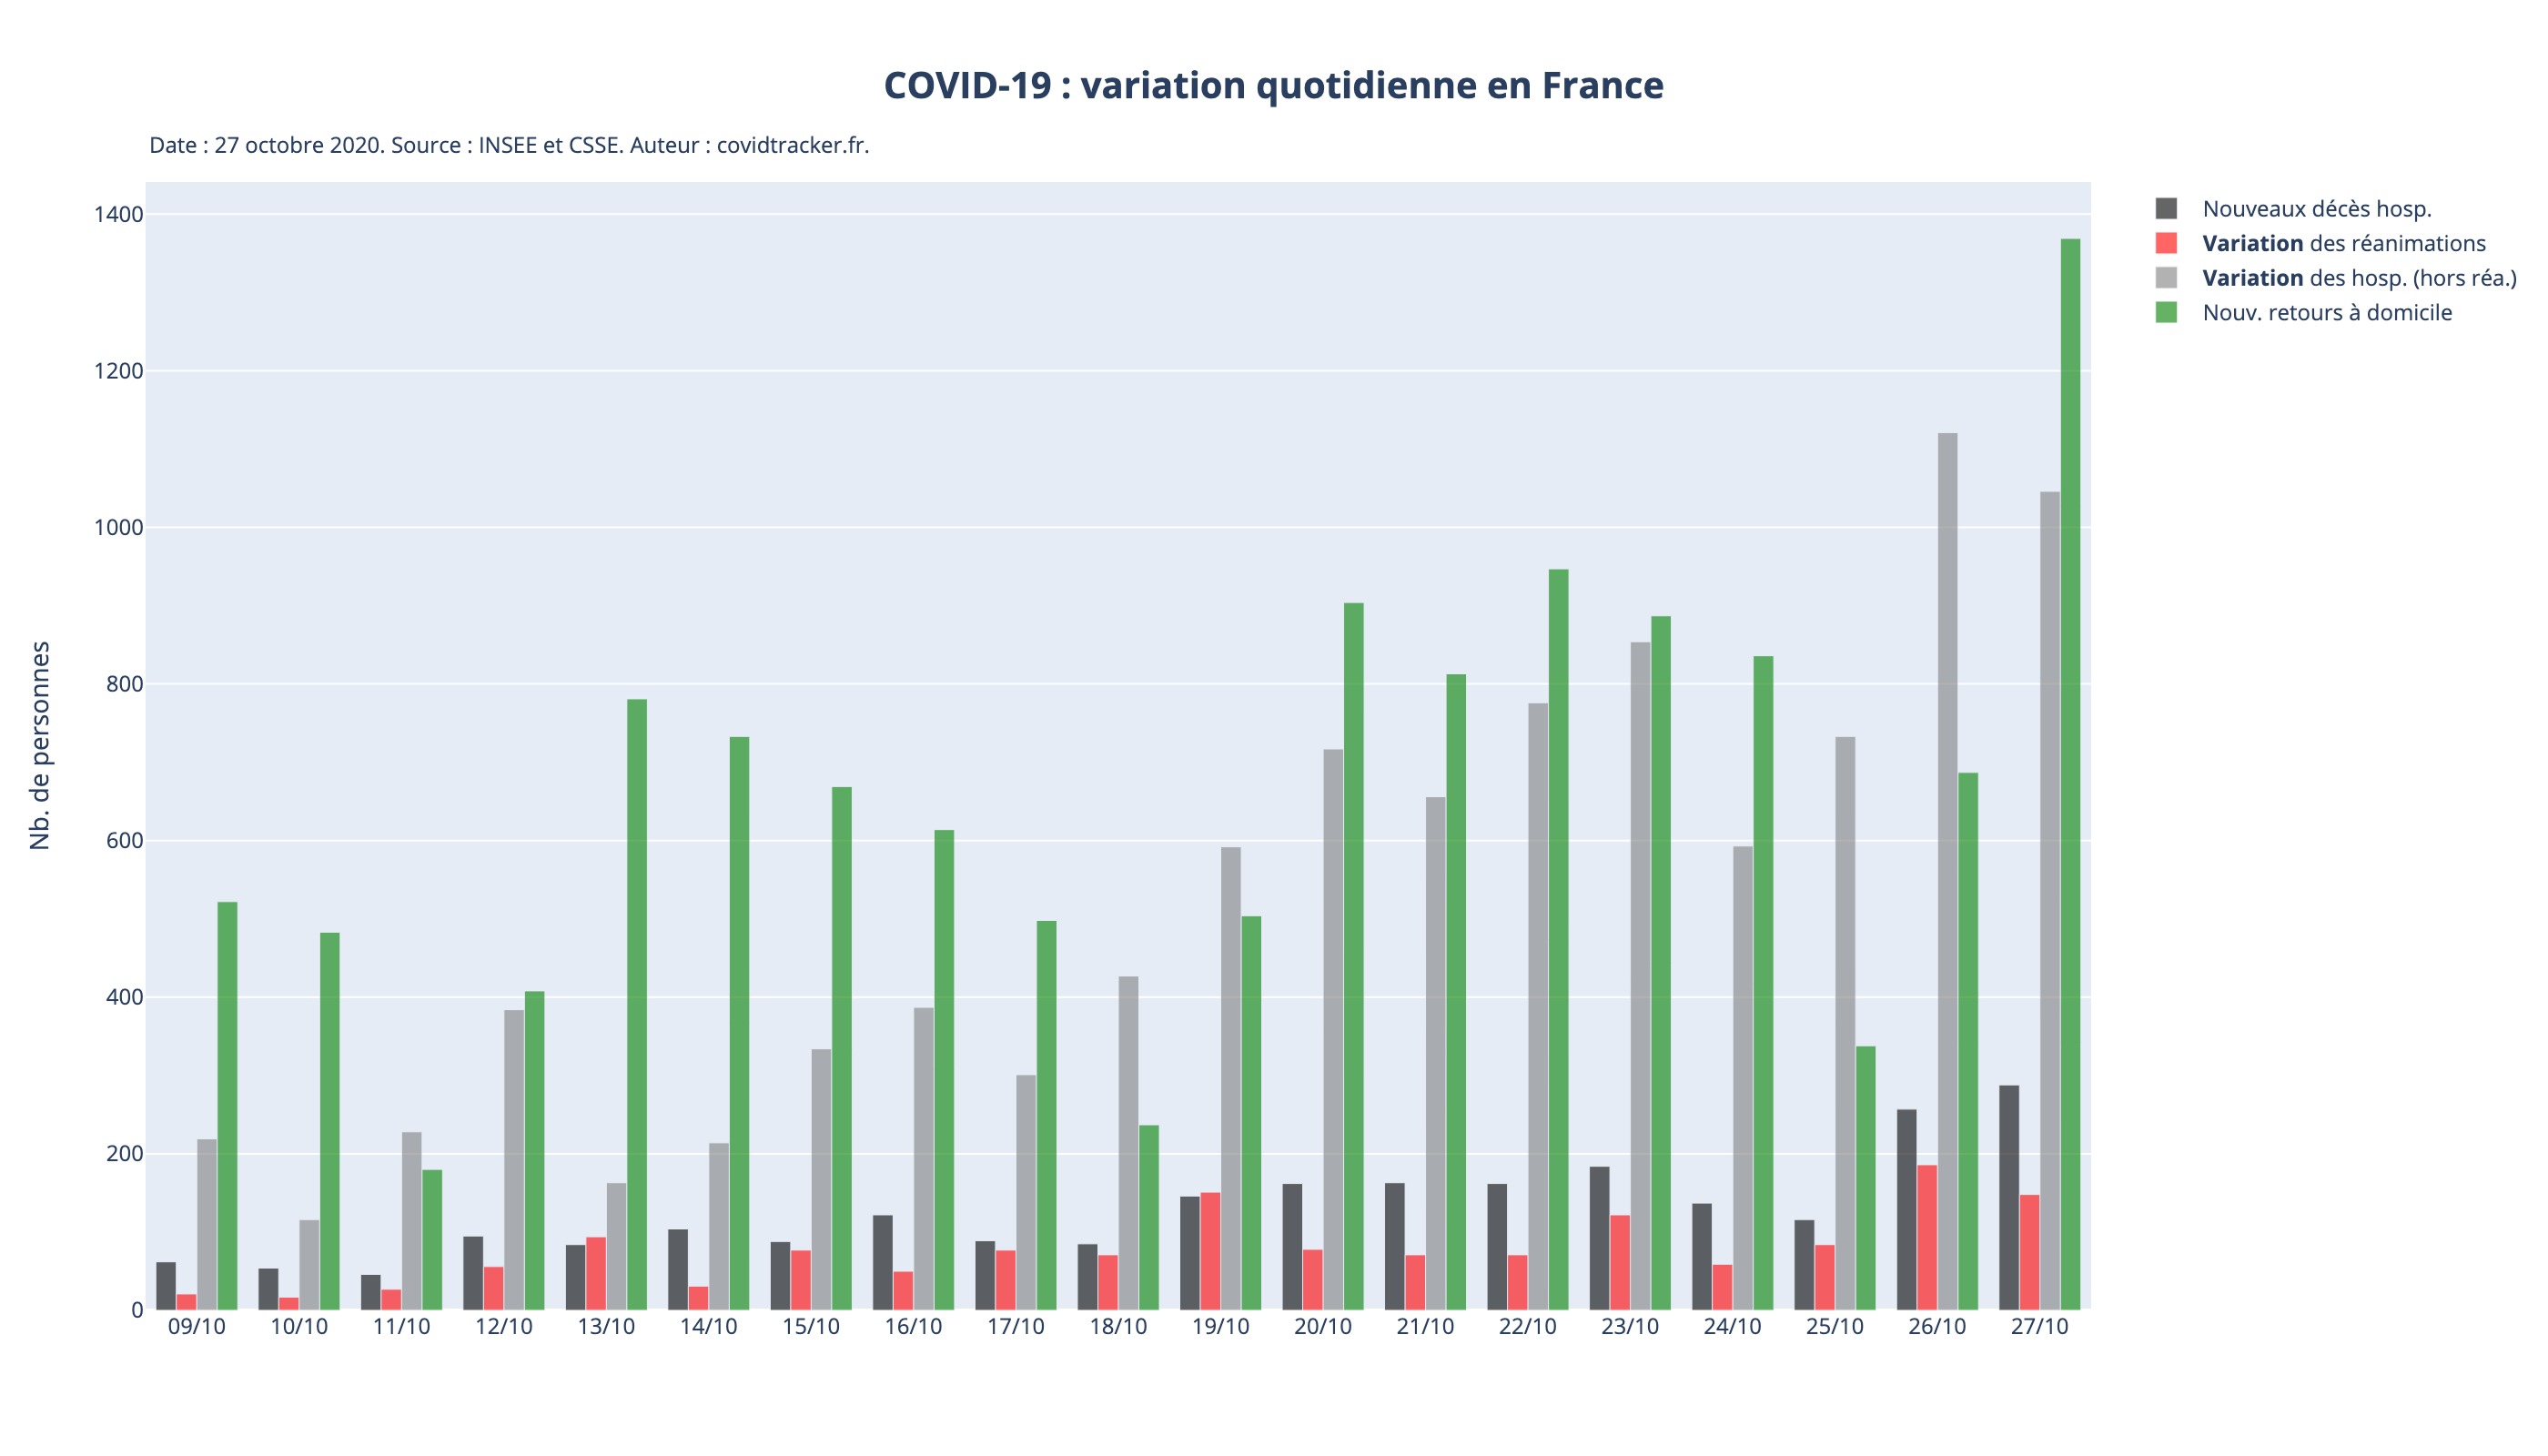 COVID-19 : variation quotidienne en France
Date : 27 octobre 2020. Source : INSEE et CSSE. Auteur : covidtracker.fr.
Nouveaux décès hosp.
Variation des réanimations
Variation des hosp. (hors réa.)
Nouv. retours à domicile
Nb. de personnes
1400
1200
1000
800
600
400
200
0
09/10 10/10 11/10 12/10 13/10 14/10 15/10 16/10 17/10 18/10 19/10 20/10 21/10 22/10 23/10 24/10 25/10 26/10 27/10